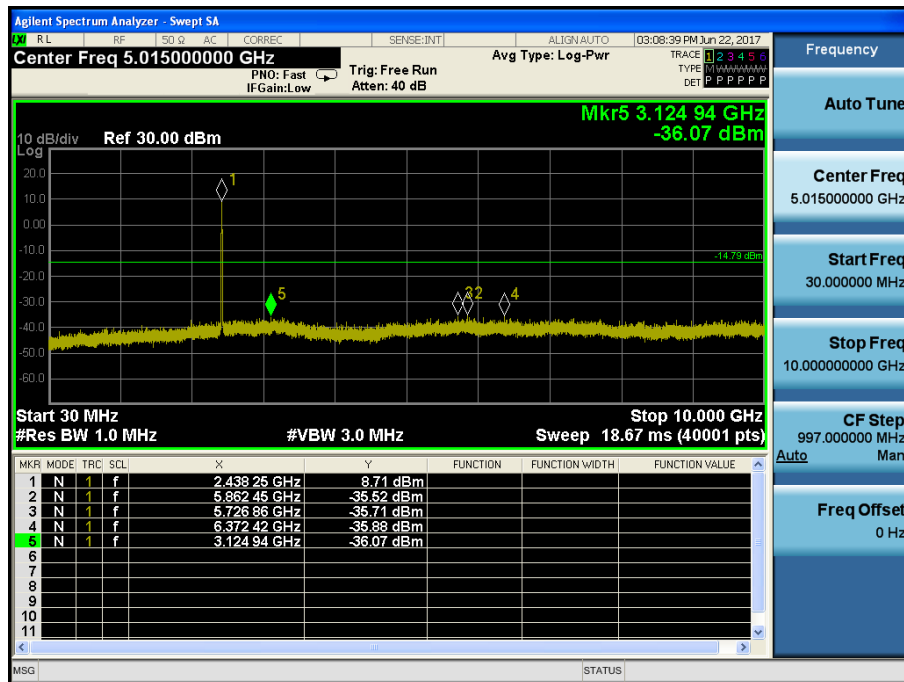 Agilent Spectrum Analyzer - Swept SA
LXI RL RF 50 Ω AC CORREC SENSE:INT ALIGN AUTO 03:08:39 PM Jun 22, 2017
Center Freq 5.015000000 GHz
PNO: Fast
IFGain:Low
Trig: Free Run
Atten: 40 dB
Avg Type: Log-Pwr
TRACE 1 2 3 4 5 6
TYPE MWWWWW
DET P P P P P P
Mkr5 3.124 94 GHz
-36.07 dBm
10 dB/div Ref 30.00 dBm
Log
20.0
10.0
0.00
-10.0
-20.0
-30.0
-40.0
-50.0
-60.0
1
-14.79 dBm
5
3 2
4
Start 30 MHz Stop 10.000 GHz
#Res BW 1.0 MHz #VBW 3.0 MHz Sweep 18.67 ms (40001 pts)
MKR MODE TRC SCL X Y FUNCTION FUNCTION WIDTH FUNCTION VALUE
1 N 1 f 2.438 25 GHz 8.71 dBm
2 N 1 f 5.862 45 GHz -35.52 dBm
3 N 1 f 5.726 86 GHz -35.71 dBm
4 N 1 f 6.372 42 GHz -35.88 dBm
5 N 1 f 3.124 94 GHz -36.07 dBm
6
7
8
9
10
11
MSG STATUS
Frequency
Auto Tune
Center Freq
5.015000000 GHz
Start Freq
30.000000 MHz
Stop Freq
10.000000000 GHz
CF Step
997.000000 MHz
Auto Man
Freq Offset
0 Hz